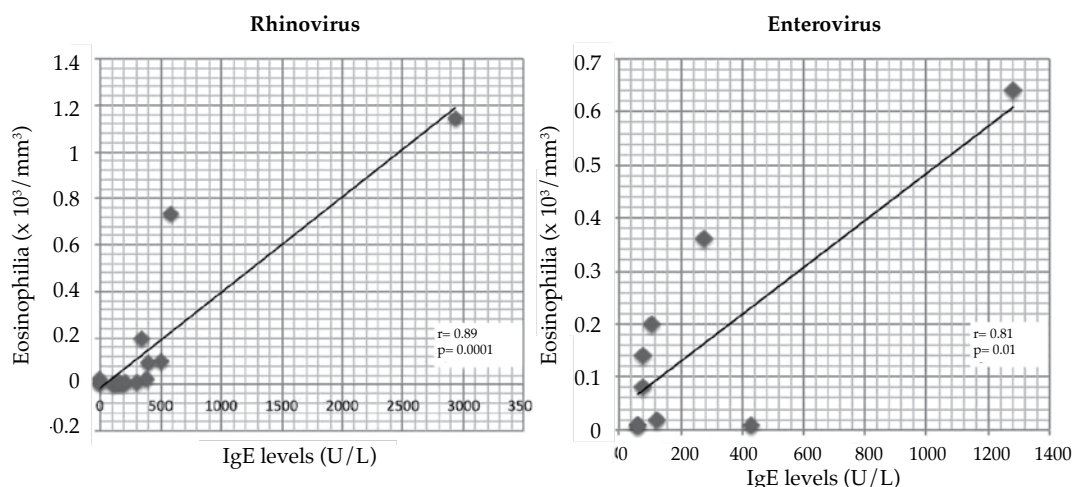 Rhinovirus
Eosinophilia (x 10³/mm³)
1.4
1.2
1
0.8
0.6
0.4
0.2
0
-0.2
0 500 1000 1500 2000 2500 3000 350
r= 0.89
p= 0.0001
IgE levels (U/L)
Enterovirus
Eosinophilia (x 10³/mm³)
0.7
0.6
0.5
0.4
0.3
0.2
0.1
0
0 200 400 600 800 1000 1200 1400
r= 0.81
p= 0.01
IgE levels (U/L)